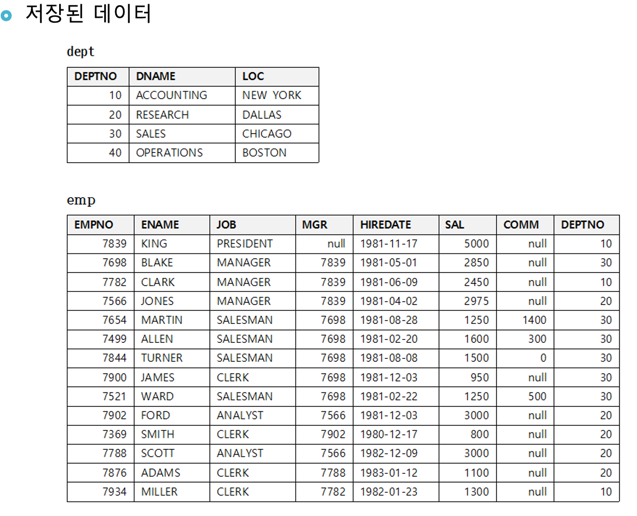 저장된 데이터
dept
DEPTNO DNAME LOC
10 ACCOUNTING NEW YORK
20 RESEARCH DALLAS
30 SALES CHICAGO
40 OPERATIONS BOSTON
emp
EMPNO ENAME JOB MGR HIREDATE SAL COMM DEPTNO
7839 KING PRESIDENT null 1981-11-17 5000 null 10
7698 BLAKE MANAGER 7839 1981-05-01 2850 null 30
7782 CLARK MANAGER 7839 1981-06-09 2450 null 10
7566 JONES MANAGER 7839 1981-04-02 2975 null 20
7654 MARTIN SALESMAN 7698 1981-08-28 1250 1400 30
7499 ALLEN SALESMAN 7698 1981-02-20 1600 300 30
7844 TURNER SALESMAN 7698 1981-08-08 1500 0 30
7900 JAMES CLERK 7698 1981-12-03 950 null 30
7521 WARD SALESMAN 7698 1981-02-22 1250 500 30
7902 FORD ANALYST 7566 1981-12-03 3000 null 20
7369 SMITH CLERK 7902 1980-12-17 800 null 20
7788 SCOTT ANALYST 7566 1982-12-09 3000 null 20
7876 ADAMS CLERK 7788 1983-01-12 1100 null 20
7934 MILLER CLERK 7782 1982-01-23 1300 null 10